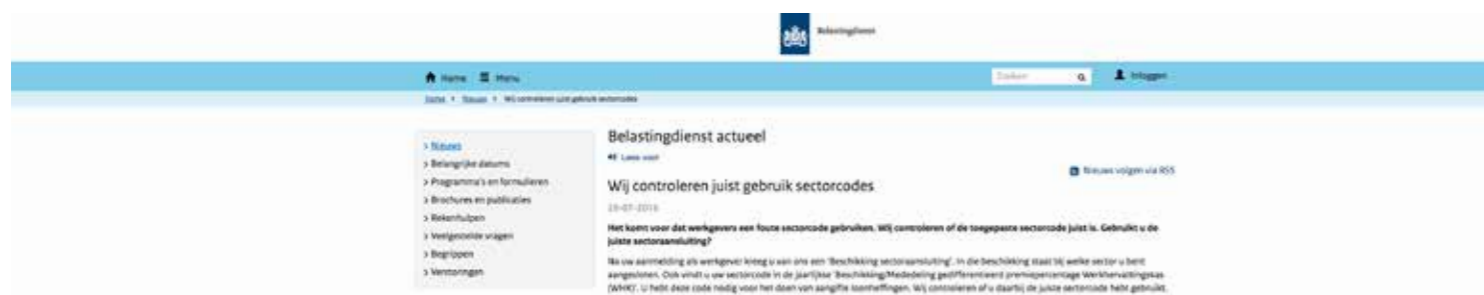 Belastingdienst
Home Menu Zoeken Inloggen
Home > Nieuws > Wij controleren juist gebruik sectorcodes
Belastingdienst actueel
Lees voor
Nieuws volgen via RSS
> Nieuws
> Belangrijke datums
> Programma's en formulieren
> Brochures en publicaties
> Rekenhulpen
> Veelgestelde vragen
> Begrippen
> Verstoringen
Wij controleren juist gebruik sectorcodes
-07-2016
Het komt voor dat werkgevers een foute sectorcode gebruiken. Wij controleren of de toegepaste sectorcode juist is. Gebruikt u de
juiste sectoraansluiting?
Na uw aanmelding als werkgever kreeg u van ons een 'Beschikking sectoraansluiting'. In die beschikking staat bij welke sector u bent
aangesloten. Ook vindt u uw sectorcode in de jaarlijkse 'Beschikking/Mededeling gedifferentieerd premiepercentage Werkhervattingskas
(WHK)'. U hebt deze code nodig voor het doen van aangifte loonheffingen. Wij controleren of u daarbij de juiste sectorcode hebt gebruikt.